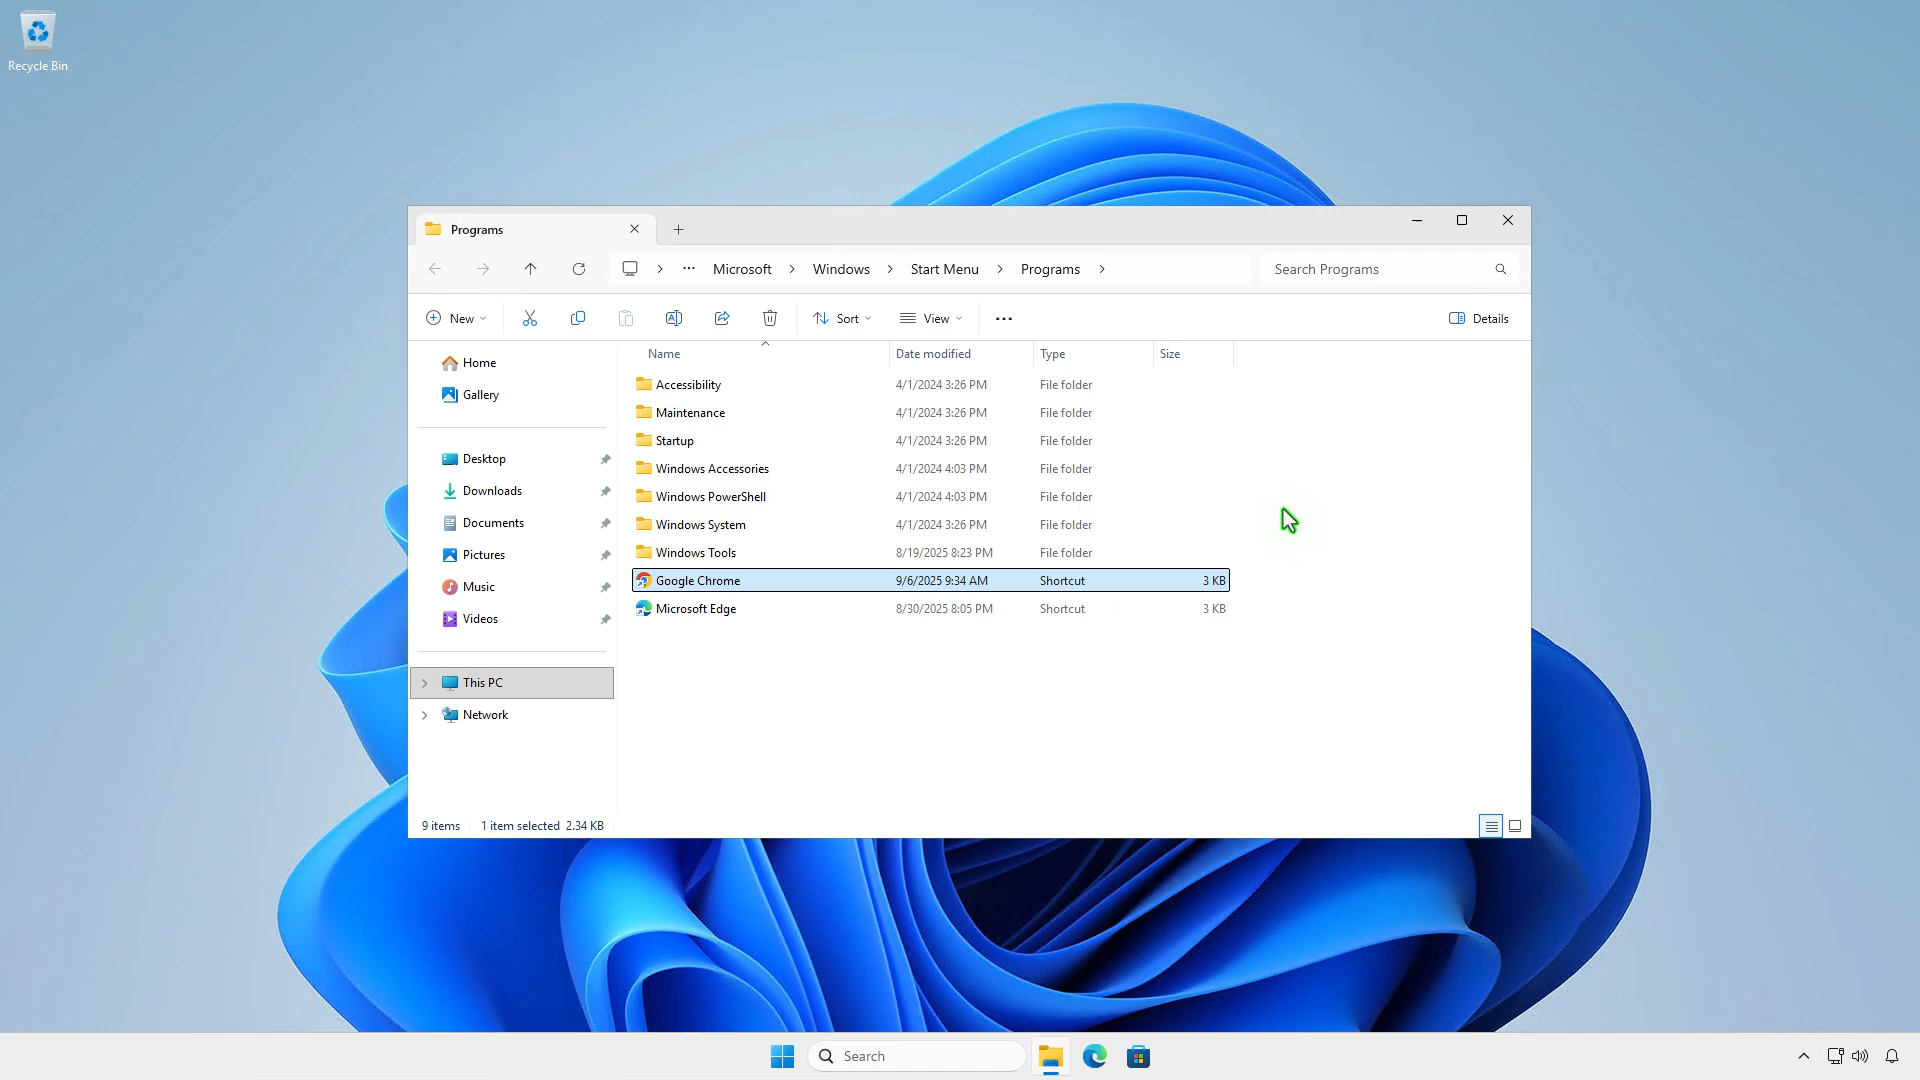 Recycle Bin
Programs
Microsoft Windows Start Menu Programs
Search Programs
New
Sort
View
Details
Home
Gallery
Desktop
Downloads
Documents
Pictures
Music
Videos
This PC
Network
Name Date modified Type Size
Accessibility 4/1/2024 3:26 PM File folder
Maintenance 4/1/2024 3:26 PM File folder
Startup 4/1/2024 3:26 PM File folder
Windows Accessories 4/1/2024 4:03 PM File folder
Windows PowerShell 4/1/2024 4:03 PM File folder
Windows System 4/1/2024 3:26 PM File folder
Windows Tools 8/19/2025 8:23 PM File folder
Google Chrome 9/6/2025 9:34 AM Shortcut 3 KB
Microsoft Edge 8/30/2025 8:05 PM Shortcut 3 KB
9 items 1 item selected 2.34 KB
Search